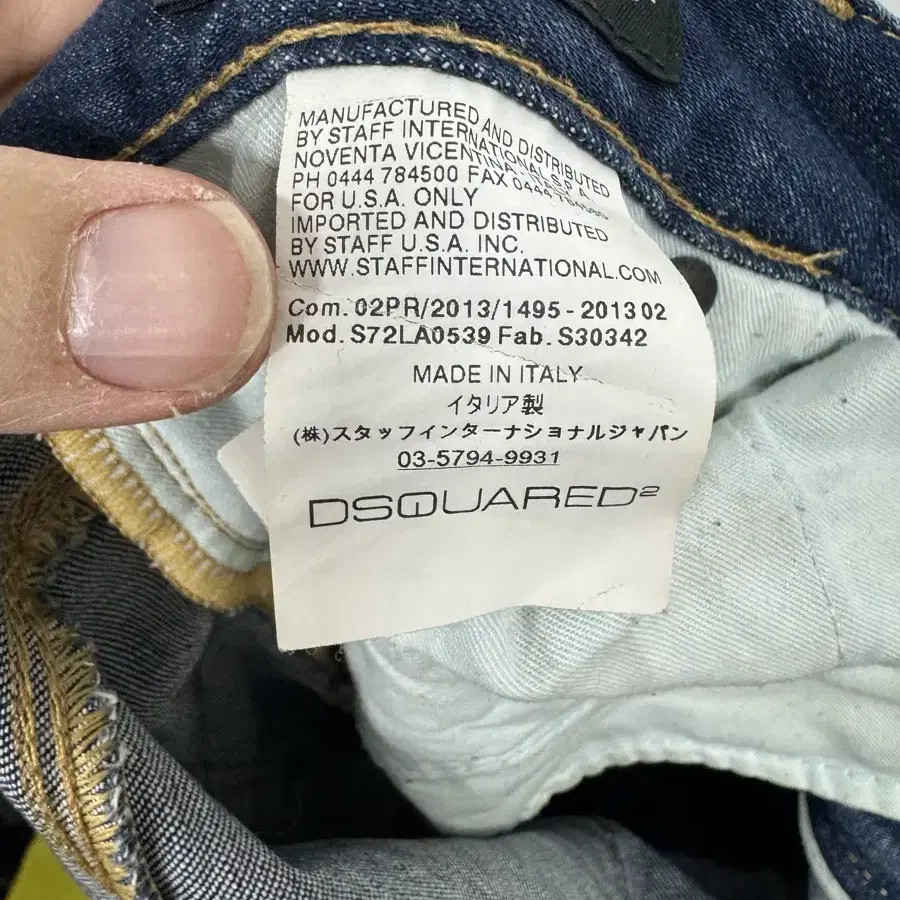 MANUFACTURED AND DISTRIBUTED
BY STAFF INTERNATIONAL S.P.A.
NOVENTA VICENTINA - ITALY
PH 0444 784500 FAX 0444
FOR U.S.A. ONLY
IMPORTED AND DISTRIBUTED
BY STAFF U.S.A. INC.
WWW.STAFFINTERNATIONAL.COM
Com. 02PR/2013/1495 - 201302
Mod. S72LA0539 Fab. S30342
MADE IN ITALY
イタリア製
(株)スタッフインターナショナルジャパン
03-5794-9931
DSQUARED²